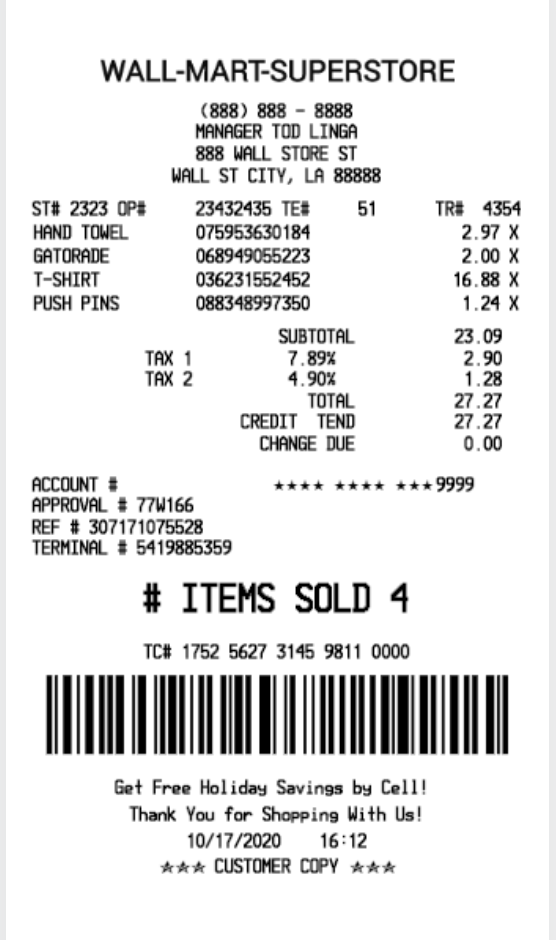 WALL-MART-SUPERSTORE
(888) 888 - 8888
MANAGER TOD LINGA
888 WALL STORE ST
WALL ST CITY, LA 88888
ST# 2323 OP# 23432435 TE# 51 TR# 4354
HAND TOWEL 075953630184 2.97 X
GATORADE 068949055223 2.00 X
T-SHIRT 036231552452 16.88 X
PUSH PINS 088348997350 1.24 X
SUBTOTAL 23.09
TAX 1 7.89% 2.90
TAX 2 4.90% 1.28
TOTAL 27.27
CREDIT TEND 27.27
CHANGE DUE 0.00
ACCOUNT # ★★★★ ★★★★ ★★★9999
APPROVAL # 77W166
REF # 307171075528
TERMINAL # 5419885359
# ITEMS SOLD 4
TC# 1752 5627 3145 9811 0000
Get Free Holiday Savings by Cell!
Thank You for Shopping With Us!
10/17/2020 16:12
★★★ CUSTOMER COPY ★★★